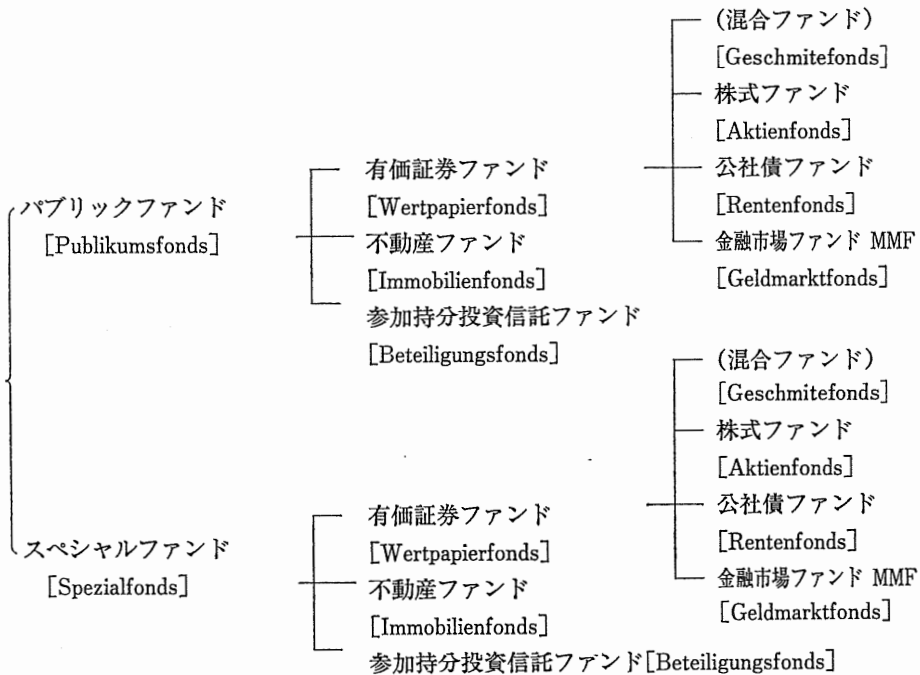 パブリックファンド
[Publikumsfonds]
有価証券ファンド
[Wertpapierfonds]
不動産ファンド
[Immobilienfonds]
参加持分投資信託ファンド
[Beteiligungsfonds]
(混合ファンド)
[Geschmitefonds]
株式ファンド
[Aktienfonds]
公社債ファンド
[Rentenfonds]
金融市場ファンド MMF
[Geldmarktfonds]
スペシャルファンド
[Spezialfonds]
有価証券ファンド
[Wertpapierfonds]
不動産ファンド
[Immobilienfonds]
参加持分投資信託ファンド[Beteiligungsfonds]
(混合ファンド)
[Geschmitefonds]
株式ファンド
[Aktienfonds]
公社債ファンド
[Rentenfonds]
金融市場ファンド MMF
[Geldmarktfonds]